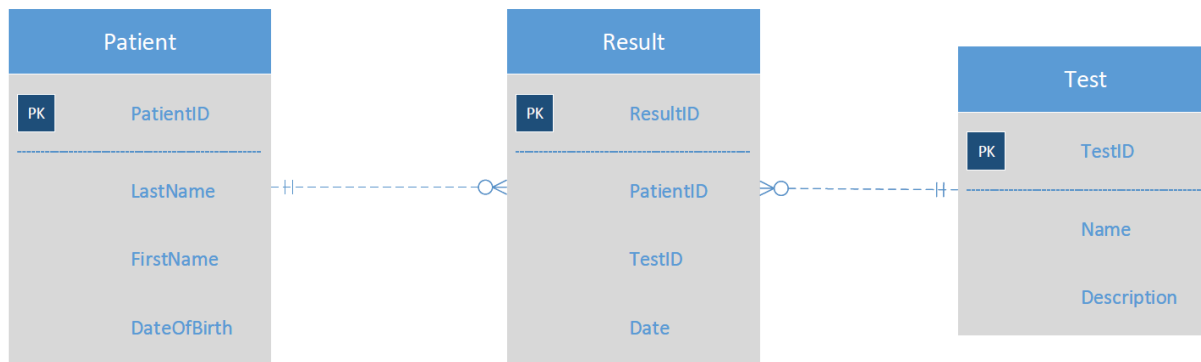 Patient
PK PatientID
LastName
FirstName
DateOfBirth
Result
PK ResultID
PatientID
TestID
Date
Test
PK TestID
Name
Description